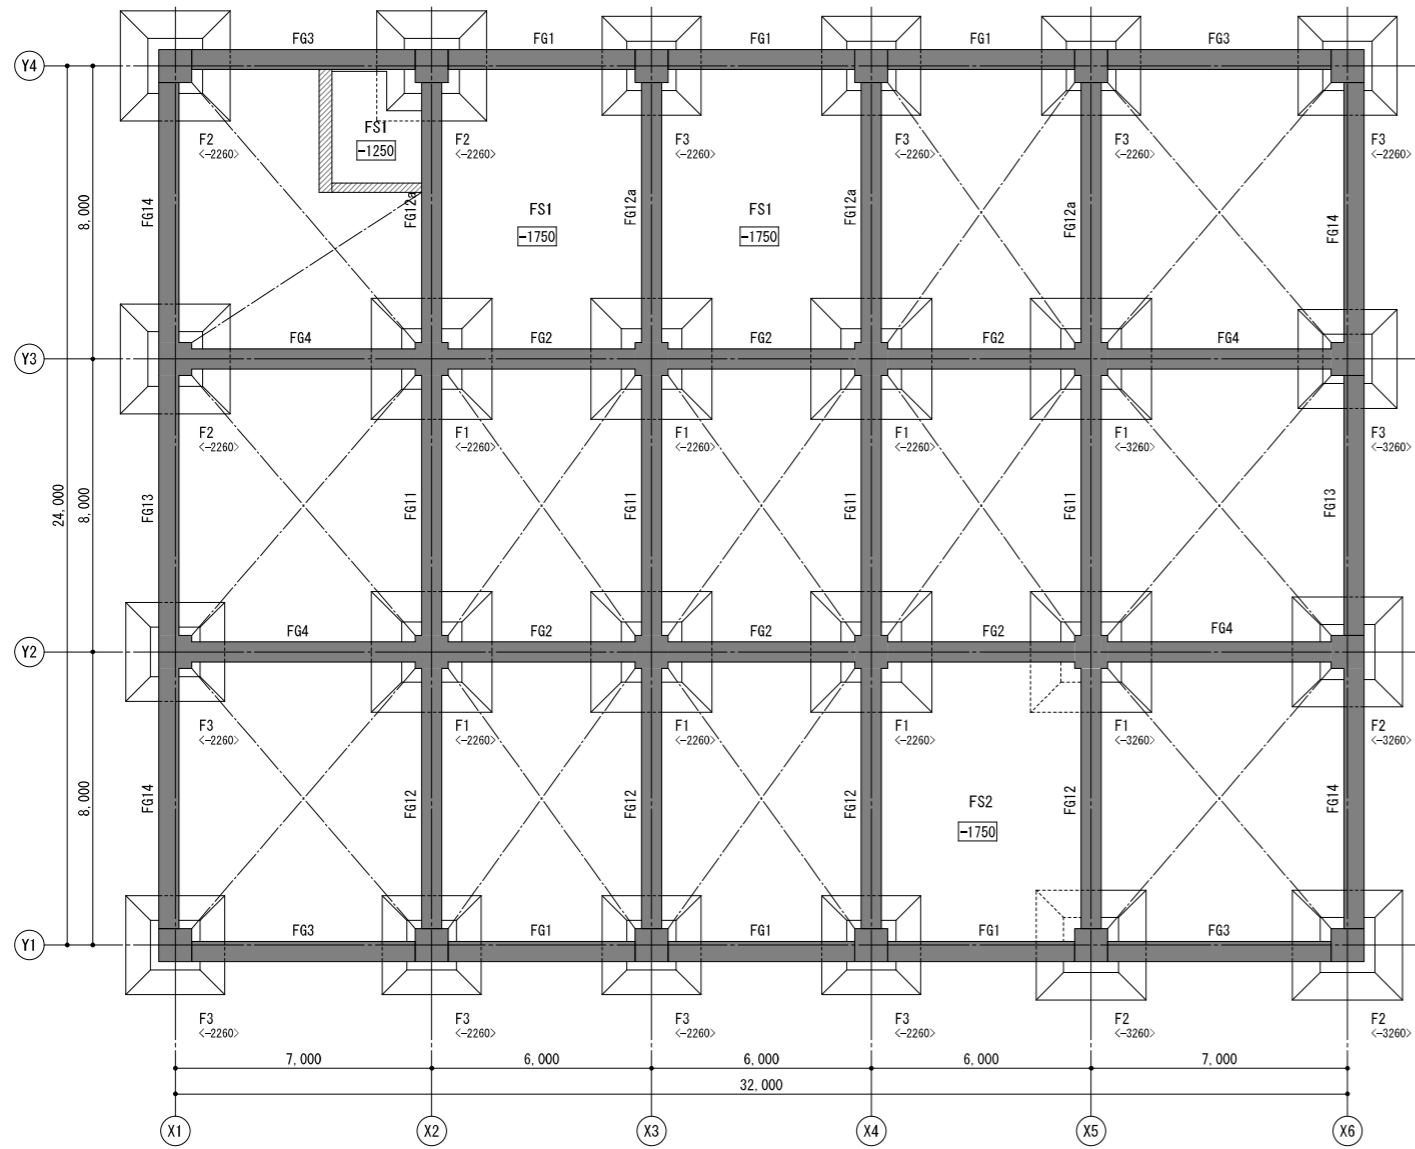 FG3
FG1
FG1
FG1
FG3
Y4
F2
<-2260>
FS1
-1250
F2
<-2260>
F3
<-2260>
F3
<-2260>
F3
<-2260>
F3
<-2260>
8,000
FG14
FG12a
FS1
-1750
FG12a
FS1
-1750
FG12a
FG12a
FG14
Y3
FG4
FG2
FG2
FG2
FG4
F2
<-2260>
F1
<-2260>
F1
<-2260>
F1
<-2260>
F1
<-3260>
F3
<-3260>
24,000
8,000
FG13
FG11
FG11
FG11
FG11
FG13
Y2
FG4
FG2
FG2
FG2
FG4
F3
<-2260>
F1
<-2260>
F1
<-2260>
F1
<-2260>
F1
<-3260>
F2
<-3260>
8,000
FG14
FG12
FG12
FG12
FS2
-1750
FG12
FG14
Y1
FG3
FG1
FG1
FG1
FG3
F3
<-2260>
F3
<-2260>
F3
<-2260>
F3
<-2260>
F2
<-3260>
F2
<-3260>
7,000
6,000
6,000
6,000
7,000
32,000
X1
X2
X3
X4
X5
X6